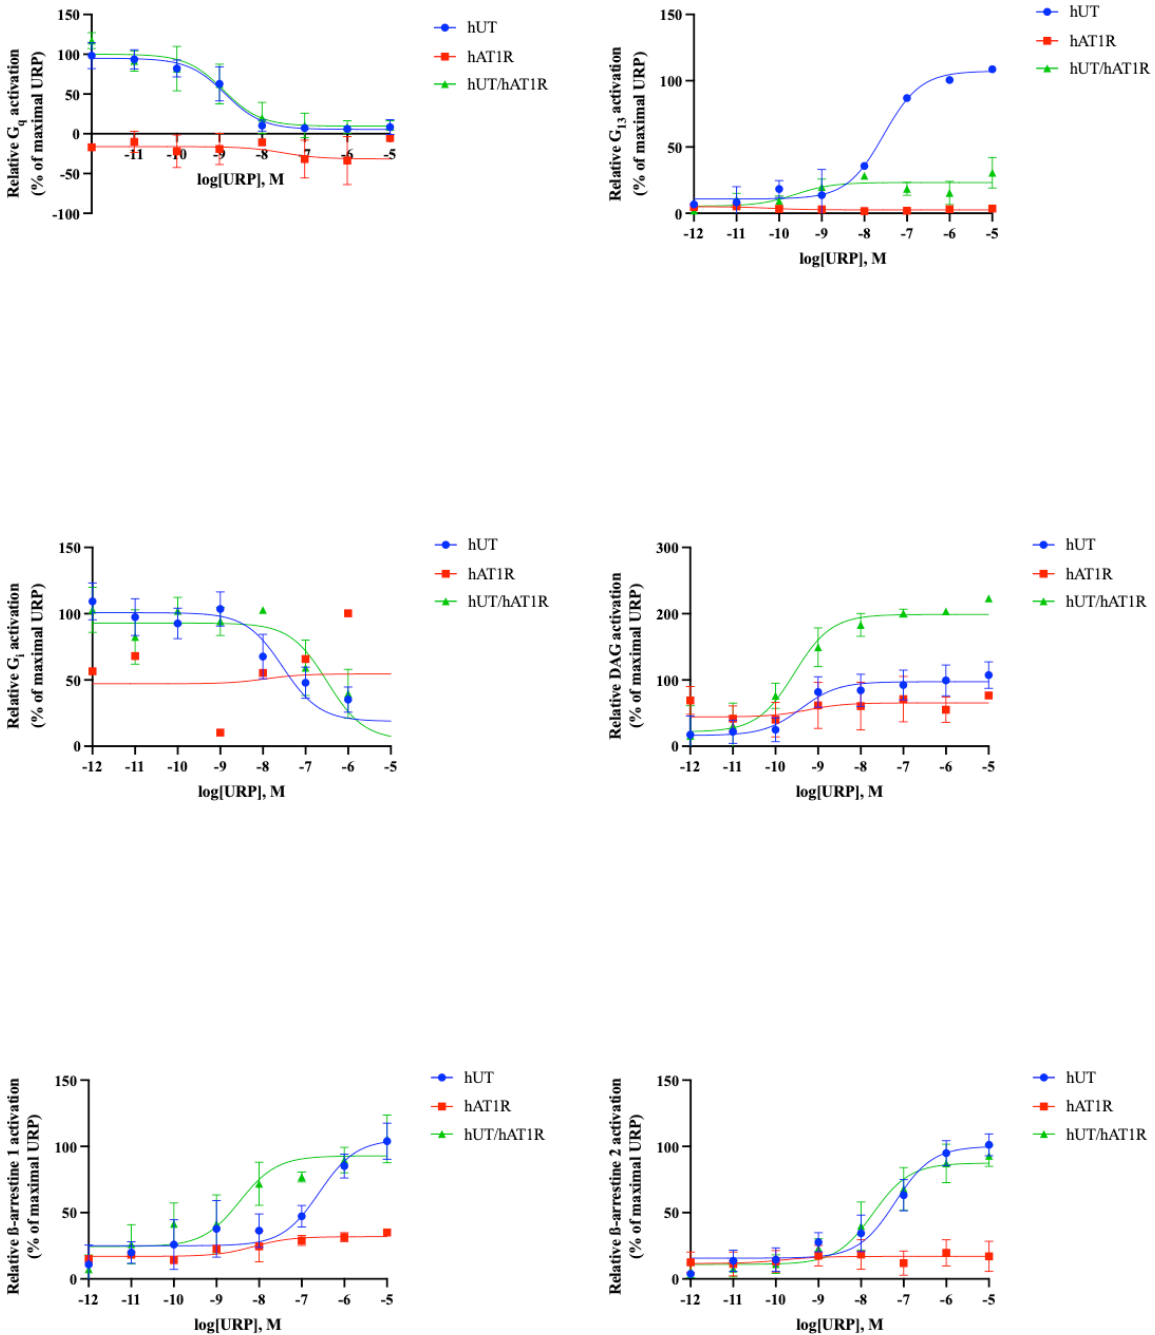 Relative Gq activation
(% of maximal URP)
150
100
50
0
-50
-100
-11
-10
-9
-8
-7
-6
-5
log[URP], M
hUT
hAT1R
hUT/hAT1R
Relative G13 activation
(% of maximal URP)
150
100
50
0
-12
-11
-10
-9
-8
-7
-6
-5
log[URP], M
hUT
hAT1R
hUT/hAT1R
Relative Gi activation
(% of maximal URP)
150
100
50
0
-12
-11
-10
-9
-8
-7
-6
-5
log[URP], M
hUT
hAT1R
hUT/hAT1R
Relative DAG activation
(% of maximal URP)
300
200
100
0
-12
-11
-10
-9
-8
-7
-6
-5
log[URP], M
hUT
hAT1R
hUT/hAT1R
Relative ß-arrestine 1 activation
(% of maximal URP)
150
100
50
0
-12
-11
-10
-9
-8
-7
-6
-5
log[URP], M
hUT
hAT1R
hUT/hAT1R
Relative ß-arrestine 2 activation
(% of maximal URP)
150
100
50
0
-12
-11
-10
-9
-8
-7
-6
-5
log[URP], M
hUT
hAT1R
hUT/hAT1R